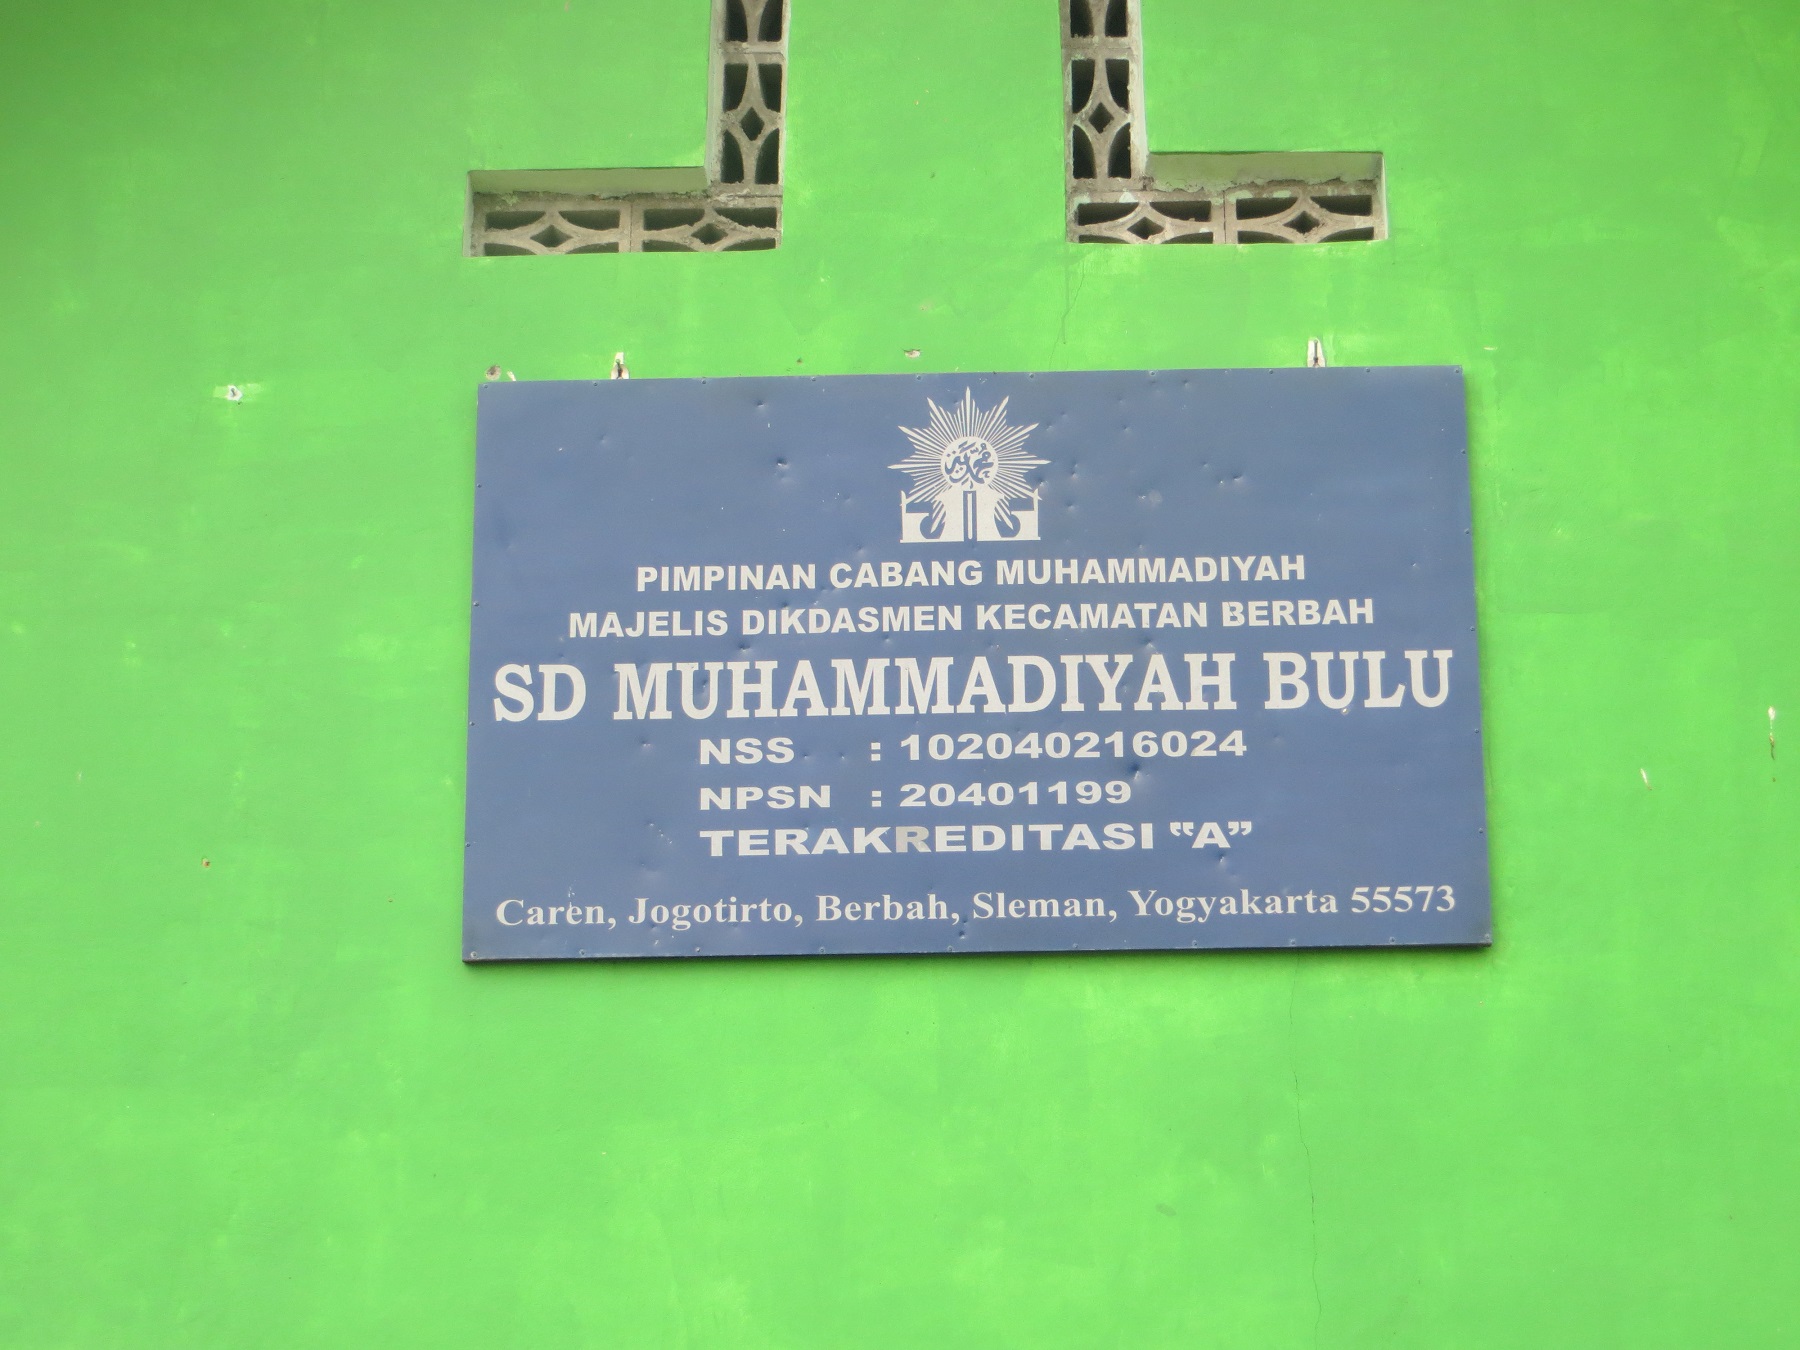 PIMPINAN CABANG MUHAMMADIYAH
MAJELIS DIKDASMEN KECAMATAN BERBAH
SD MUHAMMADIYAH BULU
NSS : 102040216024
NPSN : 20401199
TERAKREDITASI "A"
Caren, Jogotirto, Berbah, Sleman, Yogyakarta 55573